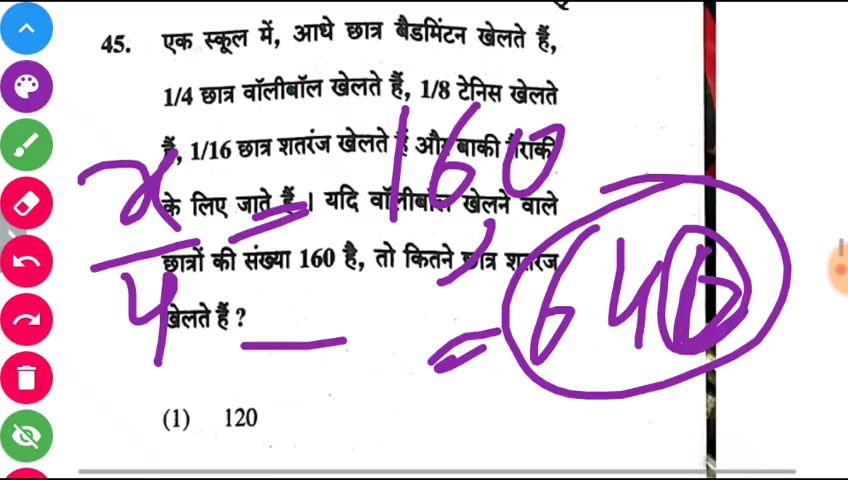 45. एक स्कूल में, आधे छात्र बैडमिंटन खेलते हैं,
1/4 छात्र वॉलीबॉल खेलते हैं, 1/8 टेनिस खेलते
हैं, 1/16 छात्र शतरंज खेलते हैं और बाकी तैराकी
के लिए जाते हैं। यदि वॉलीबॉल खेलने वाले
छात्रों की संख्या 160 है, तो कितने छात्र शतरंज
खेलते हैं ?
x/4 = 160
= 640
(1) 120